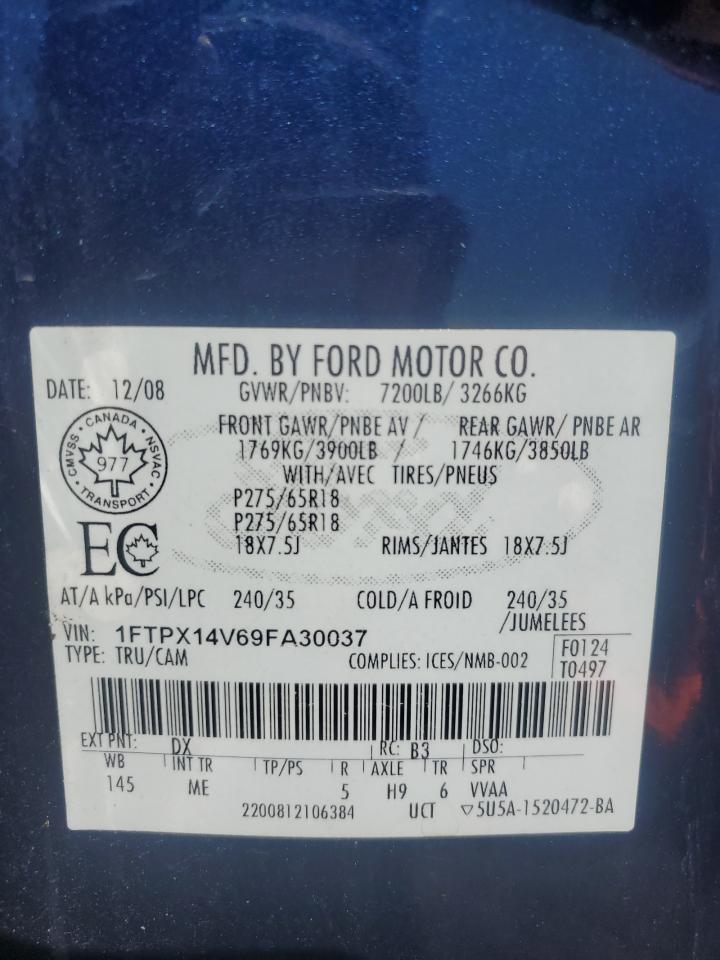 MFD. BY FORD MOTOR CO.
DATE: 12/08 GVWR/PNBV: 7200LB/ 3266KG
FRONT GAWR/PNBE AV / REAR GAWR/ PNBE AR
1769KG/3900LB / 1746KG/3850LB
WITH/AVEC TIRES/PNEUS
CMVSS • CANADA • NSVAC • TRANSPORT •
977
P275/65R18
P275/65R18
EC
18X7.5J RIMS/JANTES 18X7.5J
AT/A kPa/PSI/LPC 240/35 COLD/A FROID 240/35
/JUMELEES
VIN: 1FTPX14V69FA30037
TYPE: TRU/CAM COMPLIES: ICES/NMB-002
F0124
T0497
EXT PNT: DX RC: B3 DSO:
WB INT TR TP/PS R AXLE TR SPR
145 ME 5 H9 6 VVAA
2200812106384 UCT ▽5U5A-1520472-BA